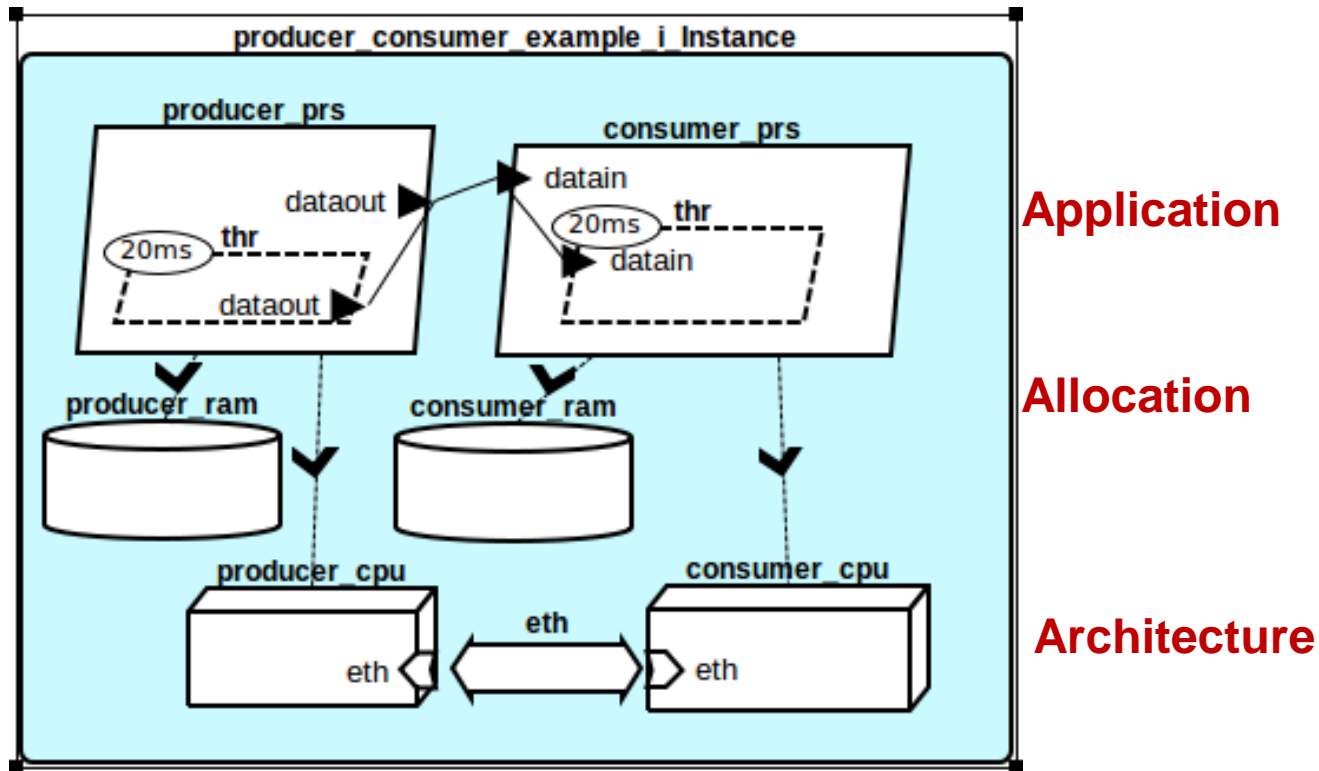 producer_consumer_example_i_Instance
producer_prs
consumer_prs
dataout
datain
20ms
thr
20ms
thr
datain
dataout
Application
producer_ram
consumer_ram
Allocation
producer_cpu
consumer_cpu
eth
eth
eth
Architecture